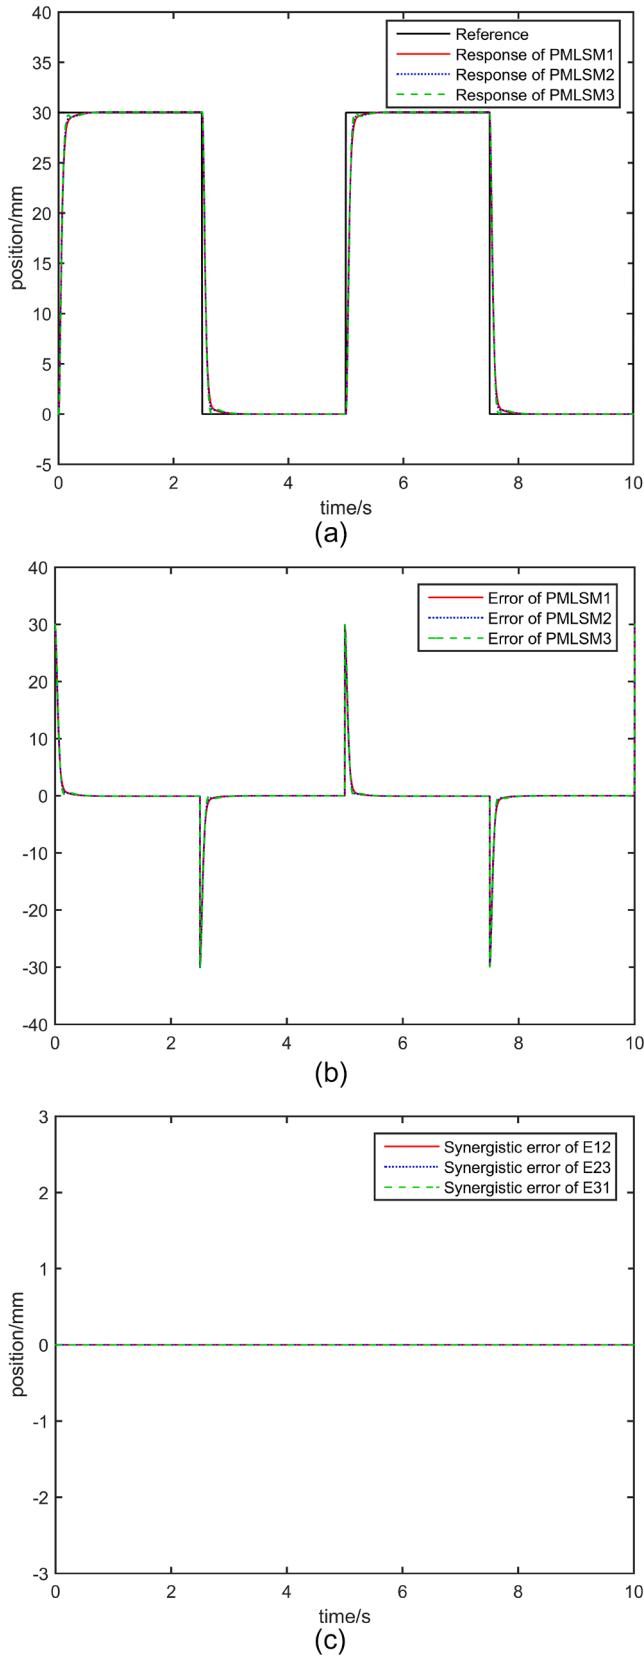 40
35
30
25
20
15
10
5
0
-5
position/mm
Reference
Response of PMLSM1
Response of PMLSM2
Response of PMLSM3
0 2 4 6 8 10
time/s
(a)
40
30
20
10
0
-10
-20
-30
-40
Error of PMLSM1
Error of PMLSM2
Error of PMLSM3
0 2 4 6 8 10
(b)
3
2
1
0
-1
-2
-3
position/mm
Synergistic error of E12
Synergistic error of E23
Synergistic error of E31
0 2 4 6 8 10
time/s
(c)